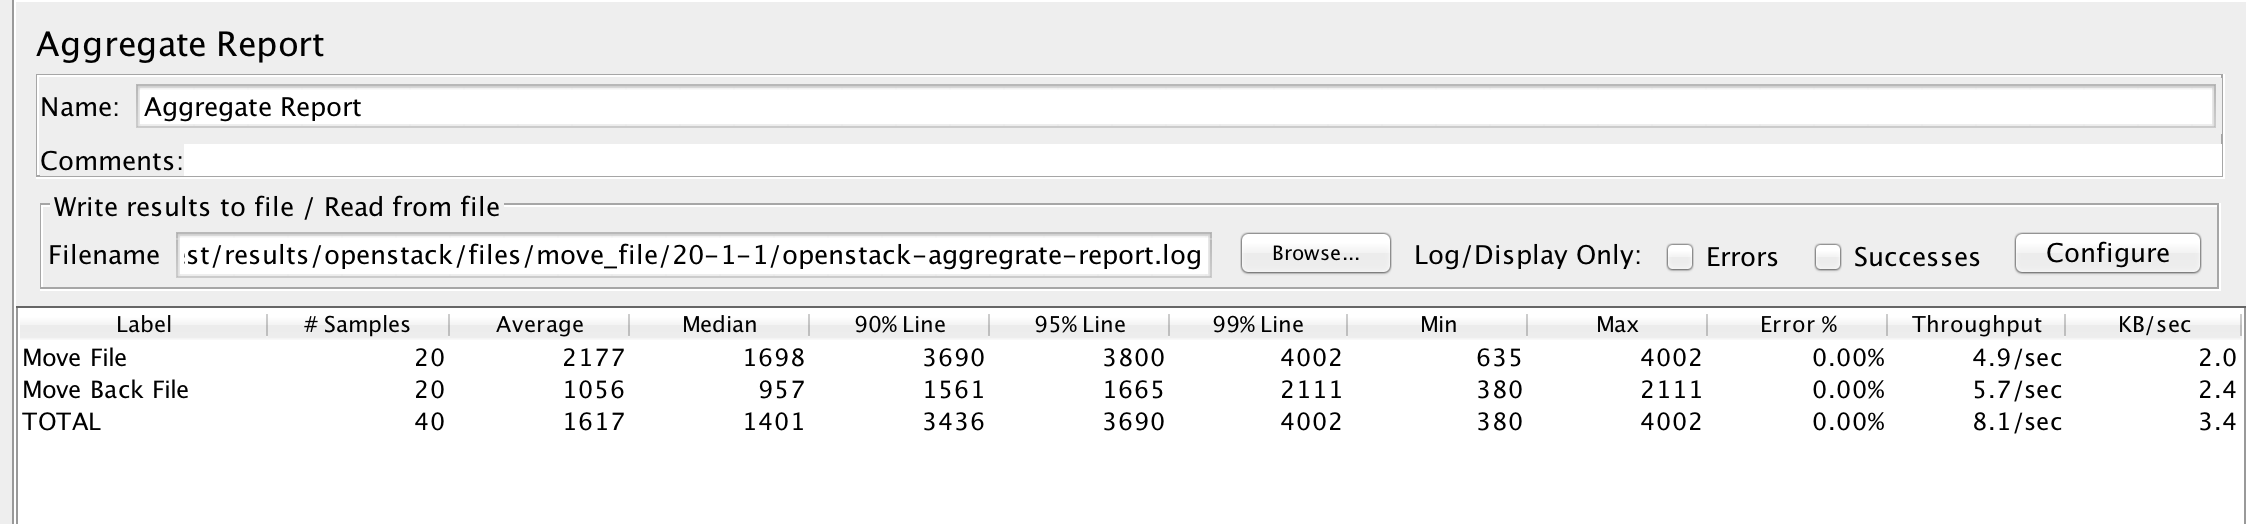 Aggregate Report
Name: Aggregate Report
Comments:
Write results to file / Read from file
Filename st/results/openstack/files/move_file/20-1-1/openstack-aggregrate-report.log Browse... Log/Display Only: Errors Successes Configure
Label # Samples Average Median 90% Line 95% Line 99% Line Min Max Error % Throughput KB/sec
Move File 20 2177 1698 3690 3800 4002 635 4002 0.00% 4.9/sec 2.0
Move Back File 20 1056 957 1561 1665 2111 380 2111 0.00% 5.7/sec 2.4
TOTAL 40 1617 1401 3436 3690 4002 380 4002 0.00% 8.1/sec 3.4